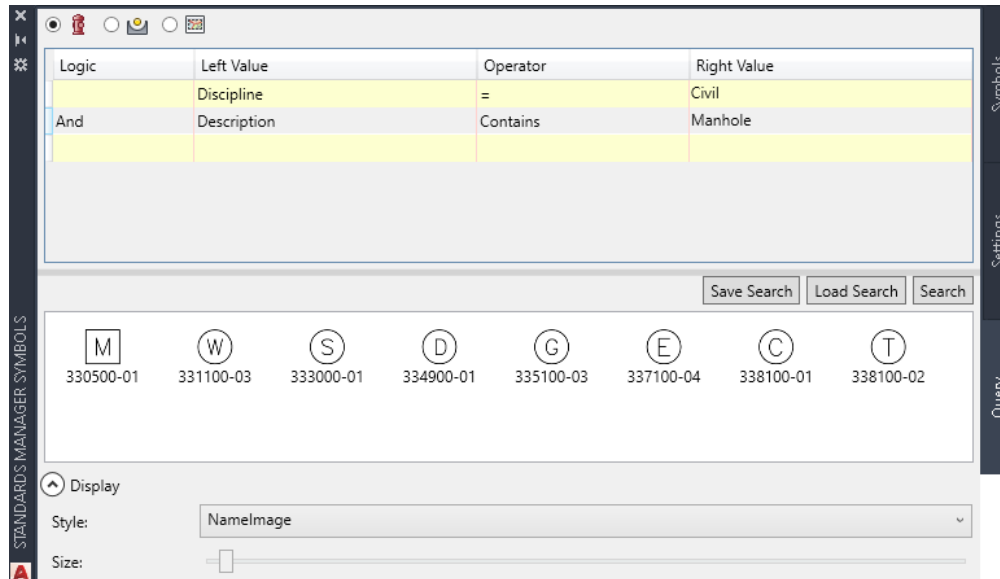 Logic Left Value Operator Right Value
Discipline = Civil
And Description Contains Manhole
Save Search Load Search Search
M W S D G E C T
330500-01 331100-03 333000-01 334900-01 335100-03 337100-04 338100-01 338100-02
Display
Style: NameImage
Size:
STANDARDS MANAGER SYMBOLS
A
Symbols
Settings
Query